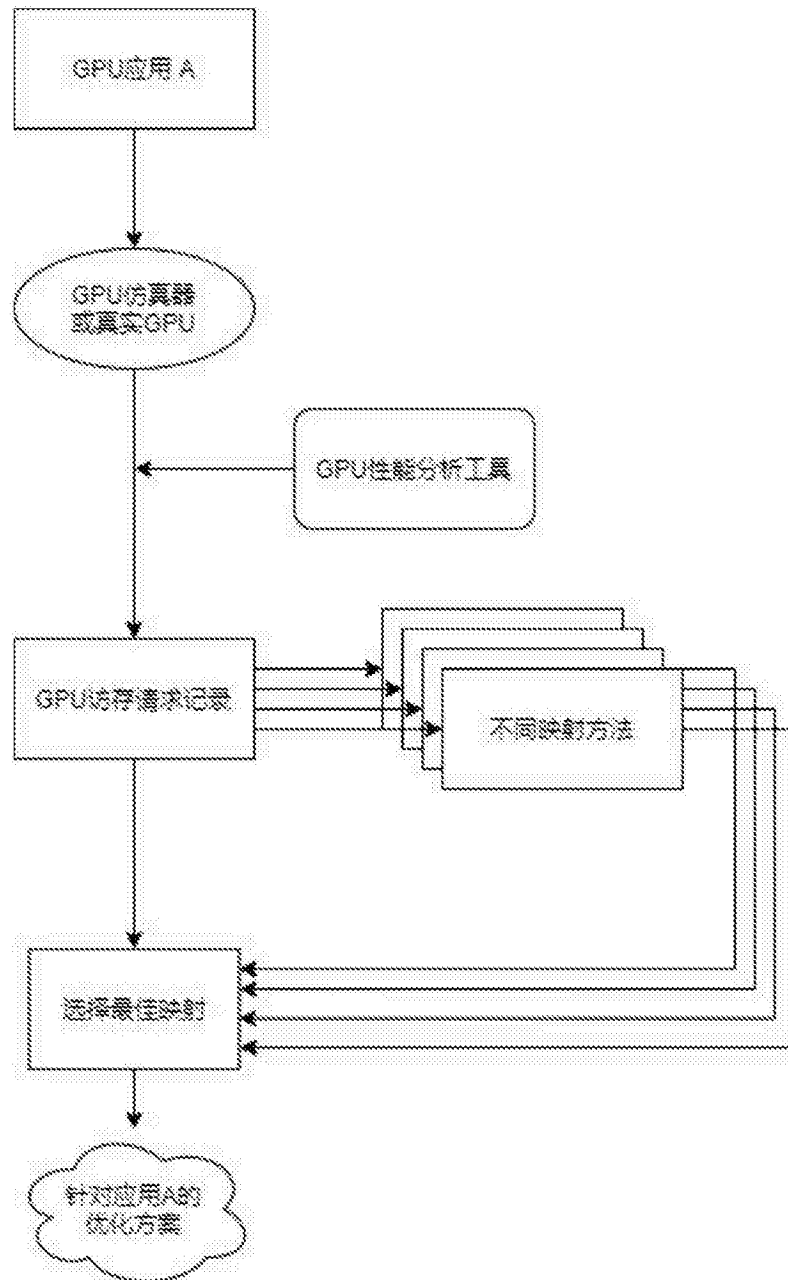 GPU应用 A
GPU仿真器
或真实GPU
GPU性能分析工具
GPU访存请求记录
不同映射方法
选择最佳映射
针对应用A的
优化方案